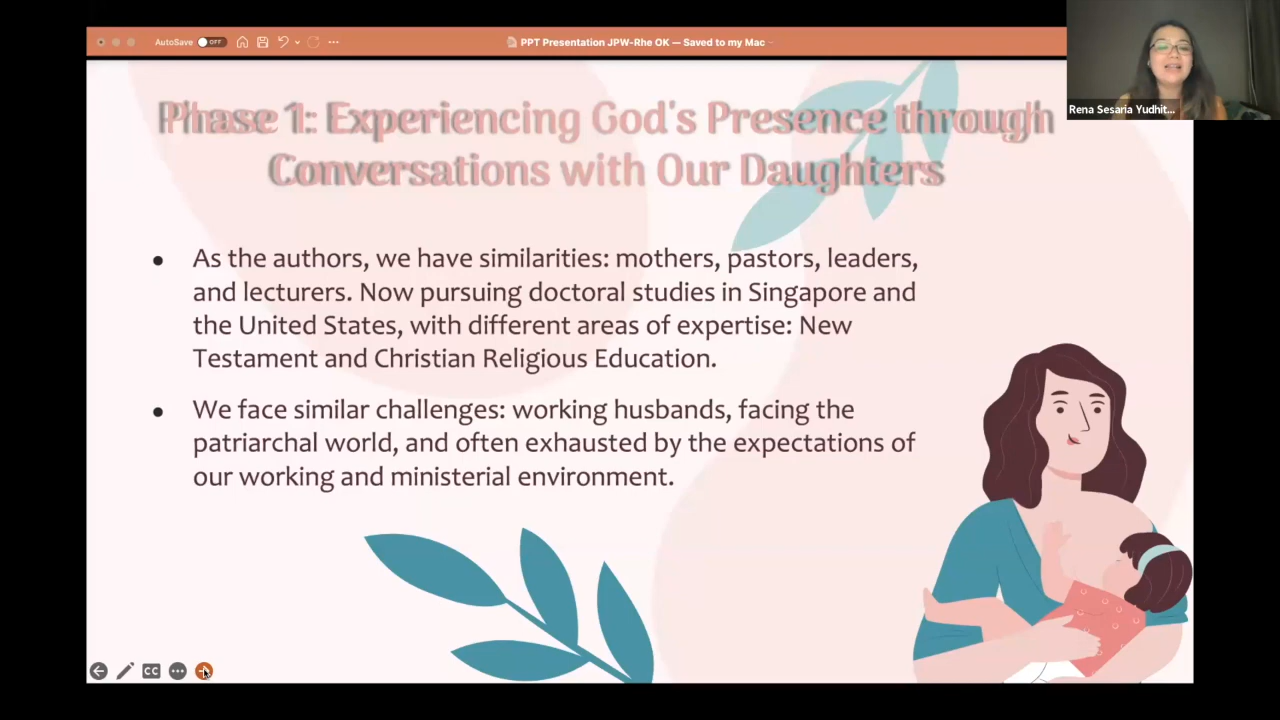 AutoSave OFF
PPT Presentation JPW-Rhe OK — Saved to my Mac
Rena Sesaria Yudhit...
Phase 1: Experiencing God's Presence through
Conversations with Our Daughters
• As the authors, we have similarities: mothers, pastors, leaders,
and lecturers. Now pursuing doctoral studies in Singapore and
the United States, with different areas of expertise: New
Testament and Christian Religious Education.
• We face similar challenges: working husbands, facing the
patriarchal world, and often exhausted by the expectations of
our working and ministerial environment.
CC